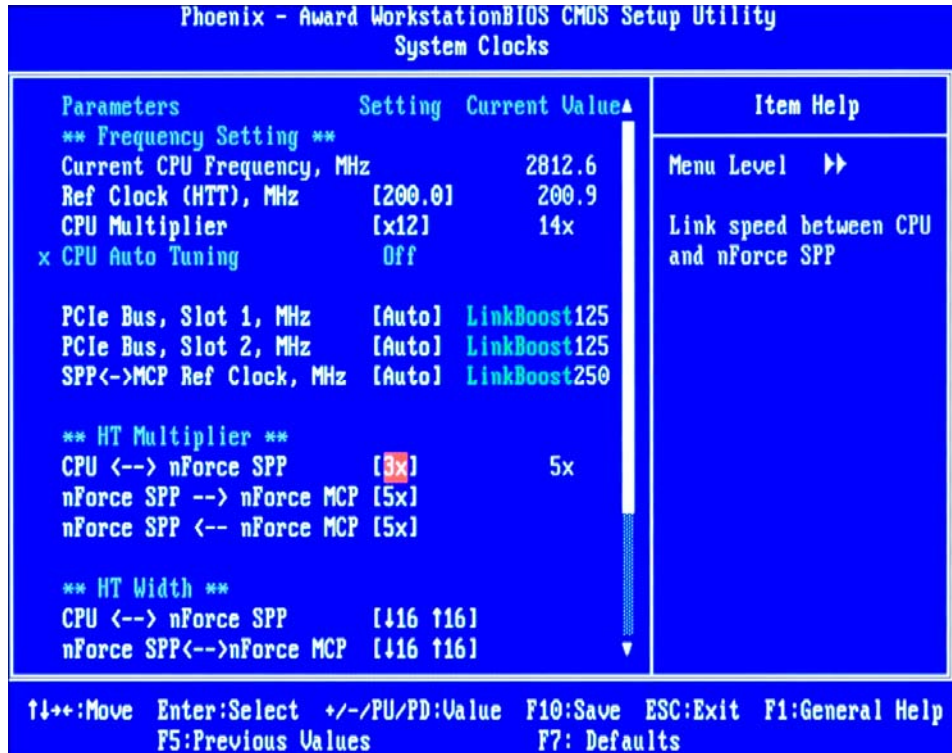 Phoenix - Award WorkstationBIOS CMOS Setup Utility
System Clocks
Parameters Setting Current Value▲
** Frequency Setting **
Current CPU Frequency, MHz 2812.6
Ref Clock (HTT), MHz [200.0] 200.9
CPU Multiplier [x12] 14x
x CPU Auto Tuning Off
PCIe Bus, Slot 1, MHz [Auto] LinkBoost125
PCIe Bus, Slot 2, MHz [Auto] LinkBoost125
SPP<->MCP Ref Clock, MHz [Auto] LinkBoost250
** HT Multiplier **
CPU <--> nForce SPP [3x] 5x
nForce SPP --> nForce MCP [5x]
nForce SPP <-- nForce MCP [5x]
** HT Width **
CPU <--> nForce SPP [↓16 ↑16]
nForce SPP<-->nForce MCP [↓16 ↑16] ▼
Item Help
Menu Level ▶▶
Link speed between CPU
and nForce SPP
↑↓→←:Move Enter:Select +/-/PU/PD:Value F10:Save ESC:Exit F1:General Help
F5:Previous Values F7: Defaults